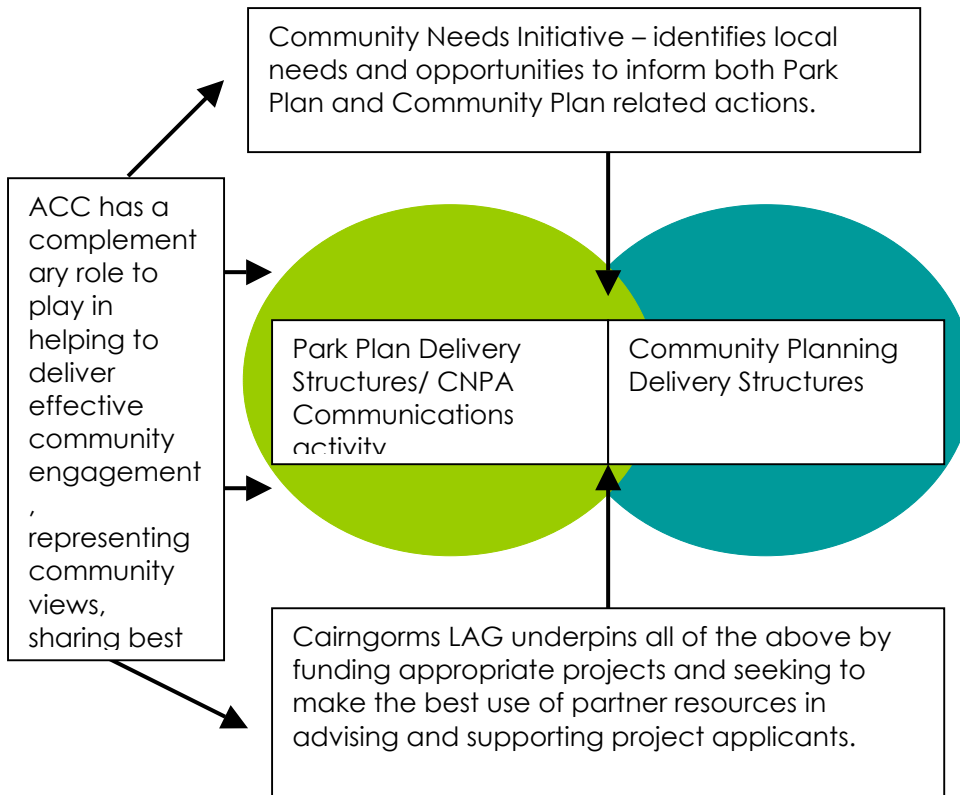 Community Needs Initiative – identifies local
needs and opportunities to inform both Park
Plan and Community Plan related actions.
ACC has a
complement
ary role to
play in
helping to
deliver
effective
community
engagement
,
representing
community
views,
sharing best
Park Plan Delivery
Structures/ CNPA
Communications
activity
Community Planning
Delivery Structures
Cairngorms LAG underpins all of the above by
funding appropriate projects and seeking to
make the best use of partner resources in
advising and supporting project applicants.